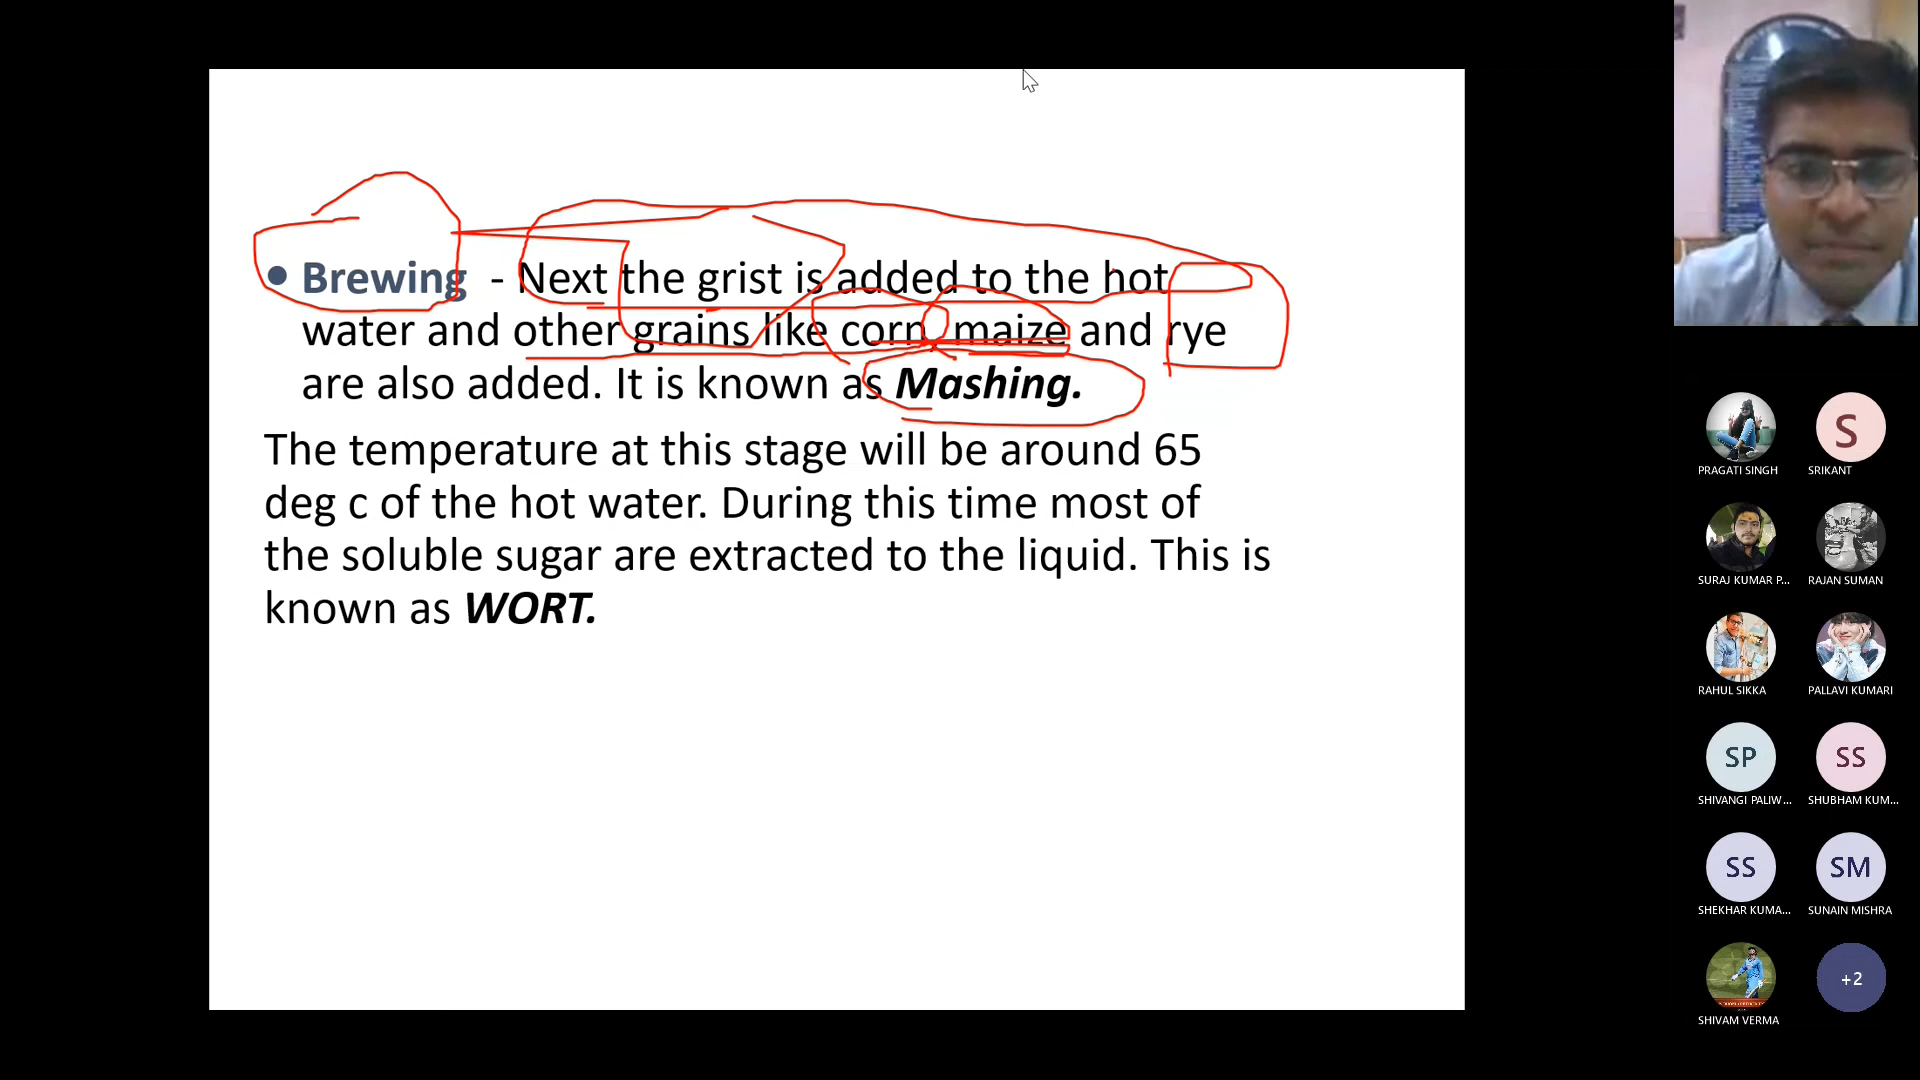 • Brewing - Next the grist is added to the hot
water and other grains like corn, maize and rye
are also added. It is known as Mashing.
The temperature at this stage will be around 65
deg c of the hot water. During this time most of
the soluble sugar are extracted to the liquid. This is
known as WORT.
PRAGATI SINGH
S
SRIKANT
SURAJ KUMAR P...
RAJAN SUMAN
RAHUL SIKKA
PALLAVI KUMARI
SP
SHIVANGI PALIW...
SS
SHUBHAM KUM...
SS
SHEKHAR KUMA...
SM
SUNAIN MISHRA
SHIVAM VERMA
+2